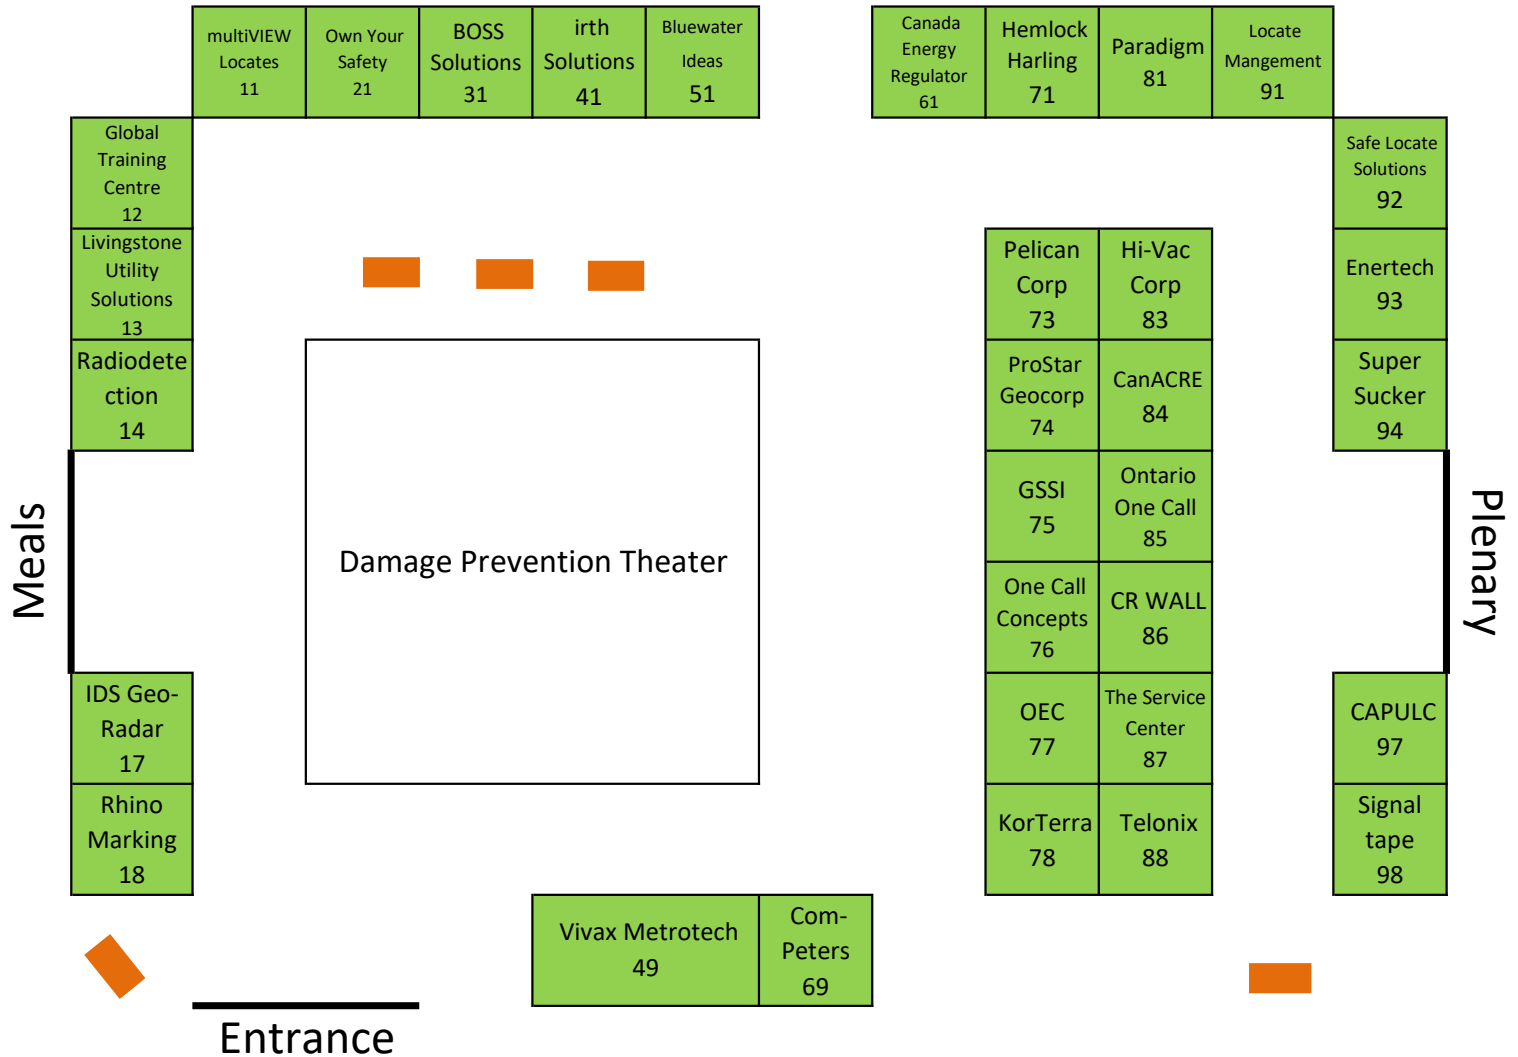 multiVIEW
Locates
11
Own Your
Safety
21
BOSS
Solutions
31
irth
Solutions
41
Bluewater
Ideas
51
Canada
Energy
Regulator
61
Hemlock
Harling
71
Paradigm
81
Locate
Mangement
91
Global
Training
Centre
12
Livingstone
Utility
Solutions
13
Radiodete
ction
14
Meals
IDS Geo-
Radar
17
Rhino
Marking
18
Damage Prevention Theater
Pelican
Corp
73
Hi-Vac
Corp
83
ProStar
Geocorp
74
CanACRE
84
GSSI
75
Ontario
One Call
85
One Call
Concepts
76
CR WALL
86
OEC
77
The Service
Center
87
KorTerra
78
Telonix
88
Safe Locate
Solutions
92
Enertech
93
Super
Sucker
94
Plenary
CAPULC
97
Signal
tape
98
Vivax Metrotech
49
Com-
Peters
69
Entrance